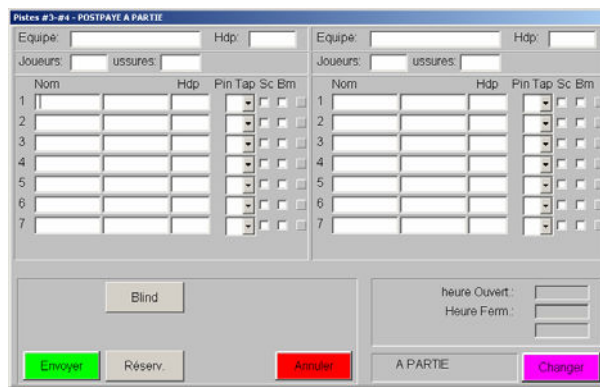 Pistes #3-#4 - POSTPAYE A PARTIE
Equipe: Hdp: Equipe: Hdp:
Joueurs: ussures: Joueurs: ussures:
Nom Hdp Pin Tap Sc Bm Nom Hdp Pin Tap Sc Bm
1 1
2 2
3 3
4 4
5 5
6 6
7 7
Blind heure Ouvert.:
Heure Ferm.:
Envoyer Réserv. Annuler A PARTIE Changer